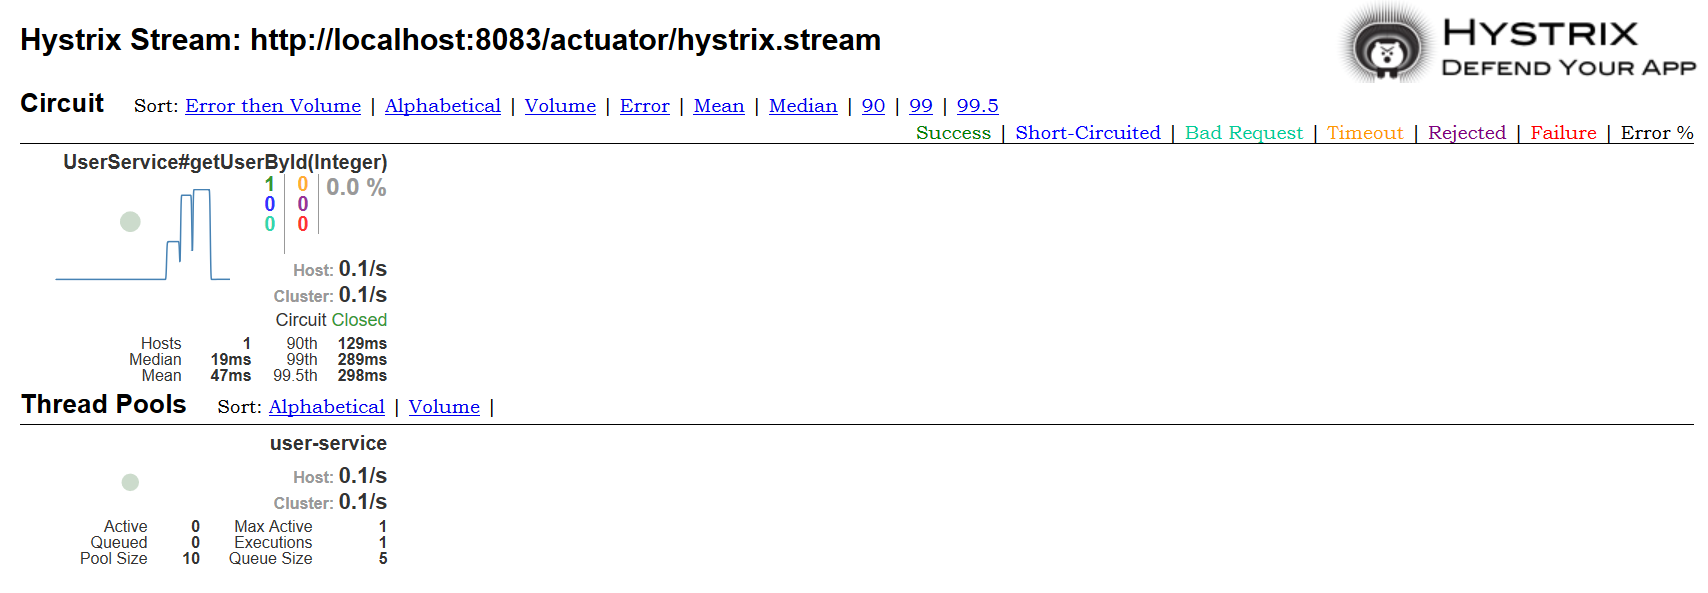 Hystrix Stream: http://localhost:8083/actuator/hystrix.stream
HYSTRIX
DEFEND YOUR APP
Circuit Sort: Error then Volume | Alphabetical | Volume | Error | Mean | Median | 90 | 99 | 99.5
Success | Short-Circuited | Bad Request | Timeout | Rejected | Failure | Error %
UserService#getUserById(Integer)
1 0 0.0 %
0 0
0 0
Host: 0.1/s
Cluster: 0.1/s
Circuit Closed
Hosts 1 90th 129ms
Median 19ms 99th 289ms
Mean 47ms 99.5th 298ms
Thread Pools Sort: Alphabetical | Volume |
user-service
Host: 0.1/s
Cluster: 0.1/s
Active 0 Max Active 1
Queued 0 Executions 1
Pool Size 10 Queue Size 5